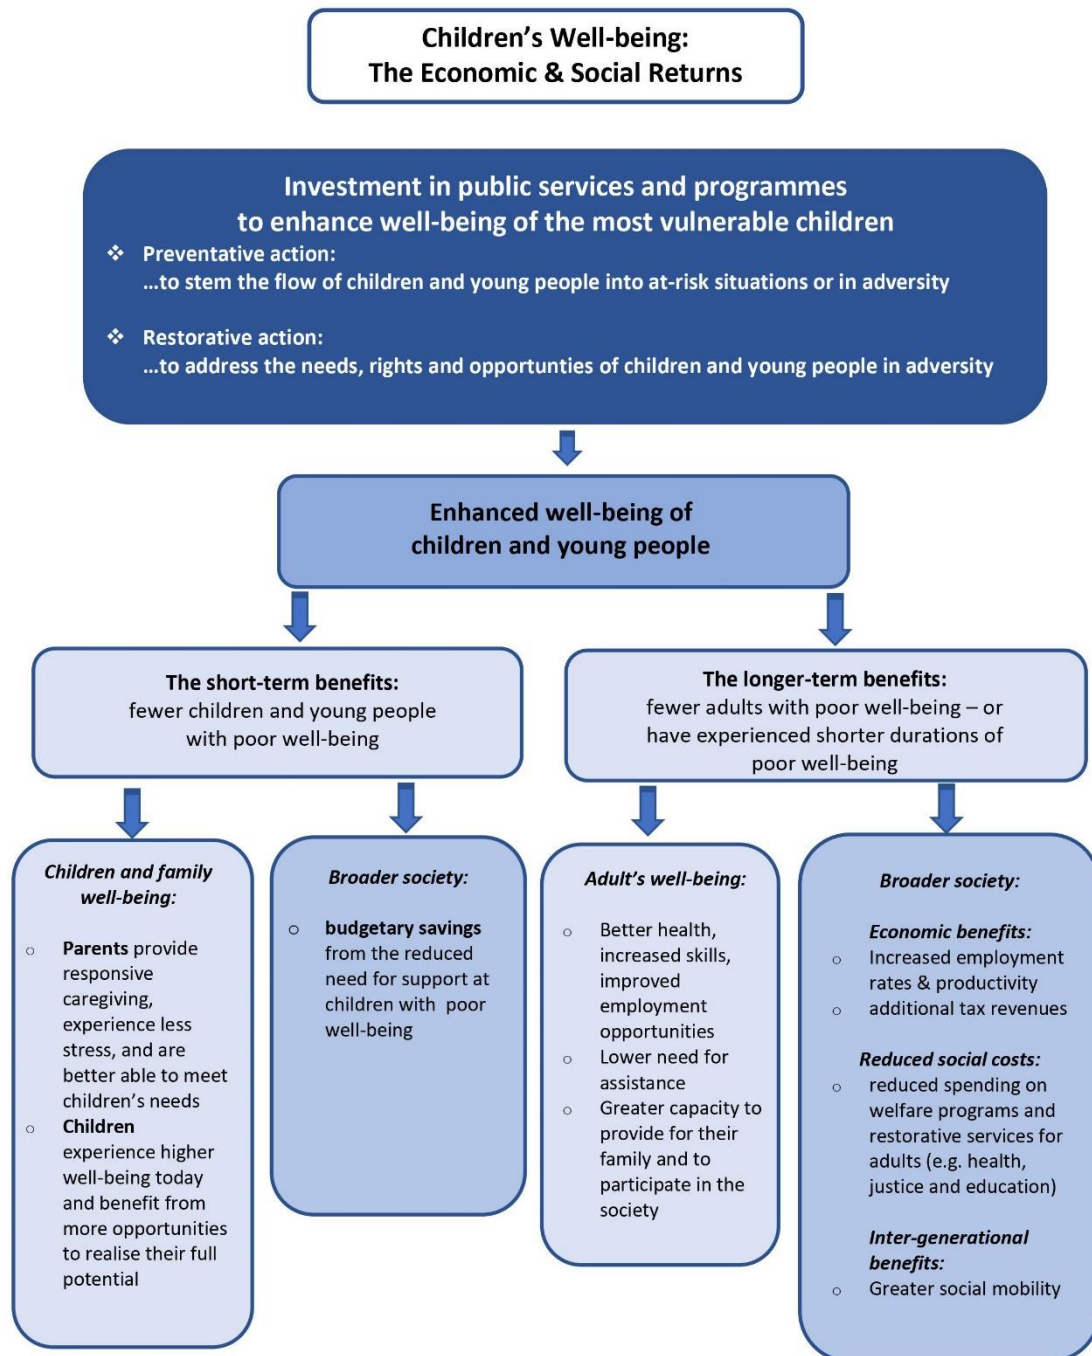 Children’s Well-being:
The Economic & Social Returns
Investment in public services and programmes
to enhance well-being of the most vulnerable children
❖ Preventative action:
...to stem the flow of children and young people into at-risk situations or in adversity
❖ Restorative action:
...to address the needs, rights and opportunties of children and young people in adversity
Enhanced well-being of
children and young people
The short-term benefits:
fewer children and young people
with poor well-being
The longer-term benefits:
fewer adults with poor well-being – or
have experienced shorter durations of
poor well-being
Children and family
well-being:
o Parents provide
responsive
caregiving,
experience less
stress, and are
better able to meet
children’s needs
o Children
experience higher
well-being today
and benefit from
more opportunities
to realise their full
potential
Broader society:
o budgetary savings
from the reduced
need for support at
children with poor
well-being
Adult’s well-being:
o Better health,
increased skills,
improved
employment
opportunities
o Lower need for
assistance
o Greater capacity to
provide for their
family and to
participate in the
society
Broader society:
Economic benefits:
o Increased employment
rates & productivity
o additional tax revenues
Reduced social costs:
o reduced spending on
welfare programs and
restorative services for
adults (e.g. health,
justice and education)
Inter-generational
benefits:
o Greater social mobility